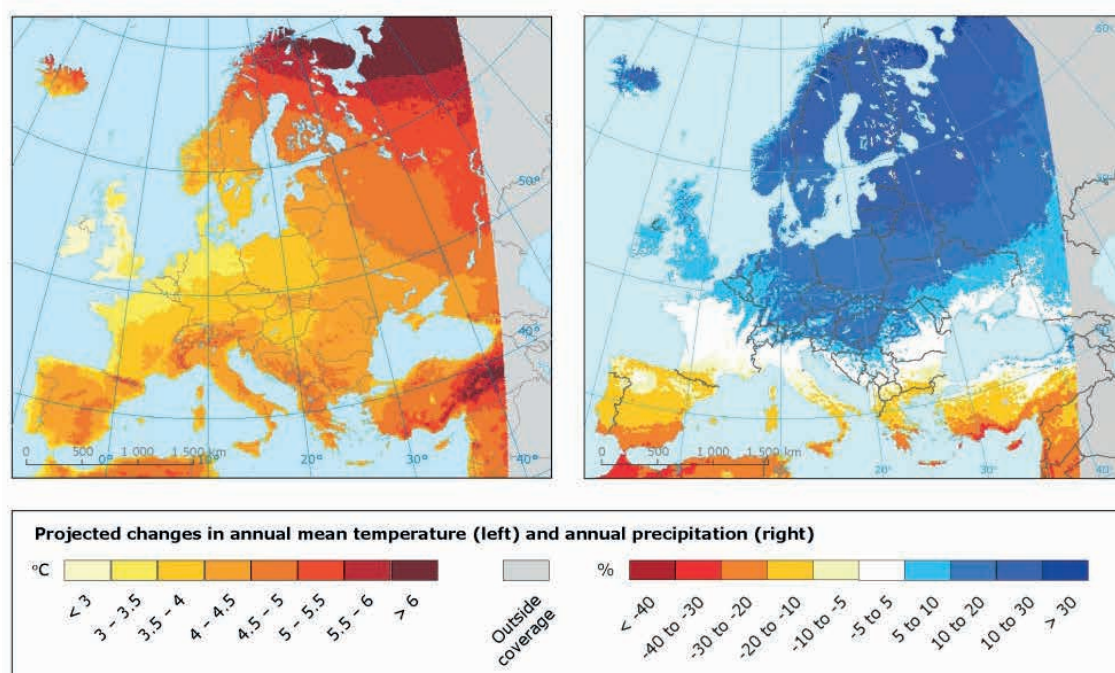 60°
50°
50°
40°
40°
0 500 1 000 1 500 km
0° 10° 20° 30° 40°
0 500 1 000 1 500 km
20° 30° 40°
Projected changes in annual mean temperature (left) and annual precipitation (right)
°C
< 3
3 – 3.5
3.5 – 4
4 – 4.5
4.5 – 5
5 – 5.5
5.5 – 6
> 6
Outside
coverage
%
< -40
-40 to -30
-30 to -20
-20 to -10
-10 to -5
-5 to 5
5 to 10
10 to 20
10 to 30
> 30